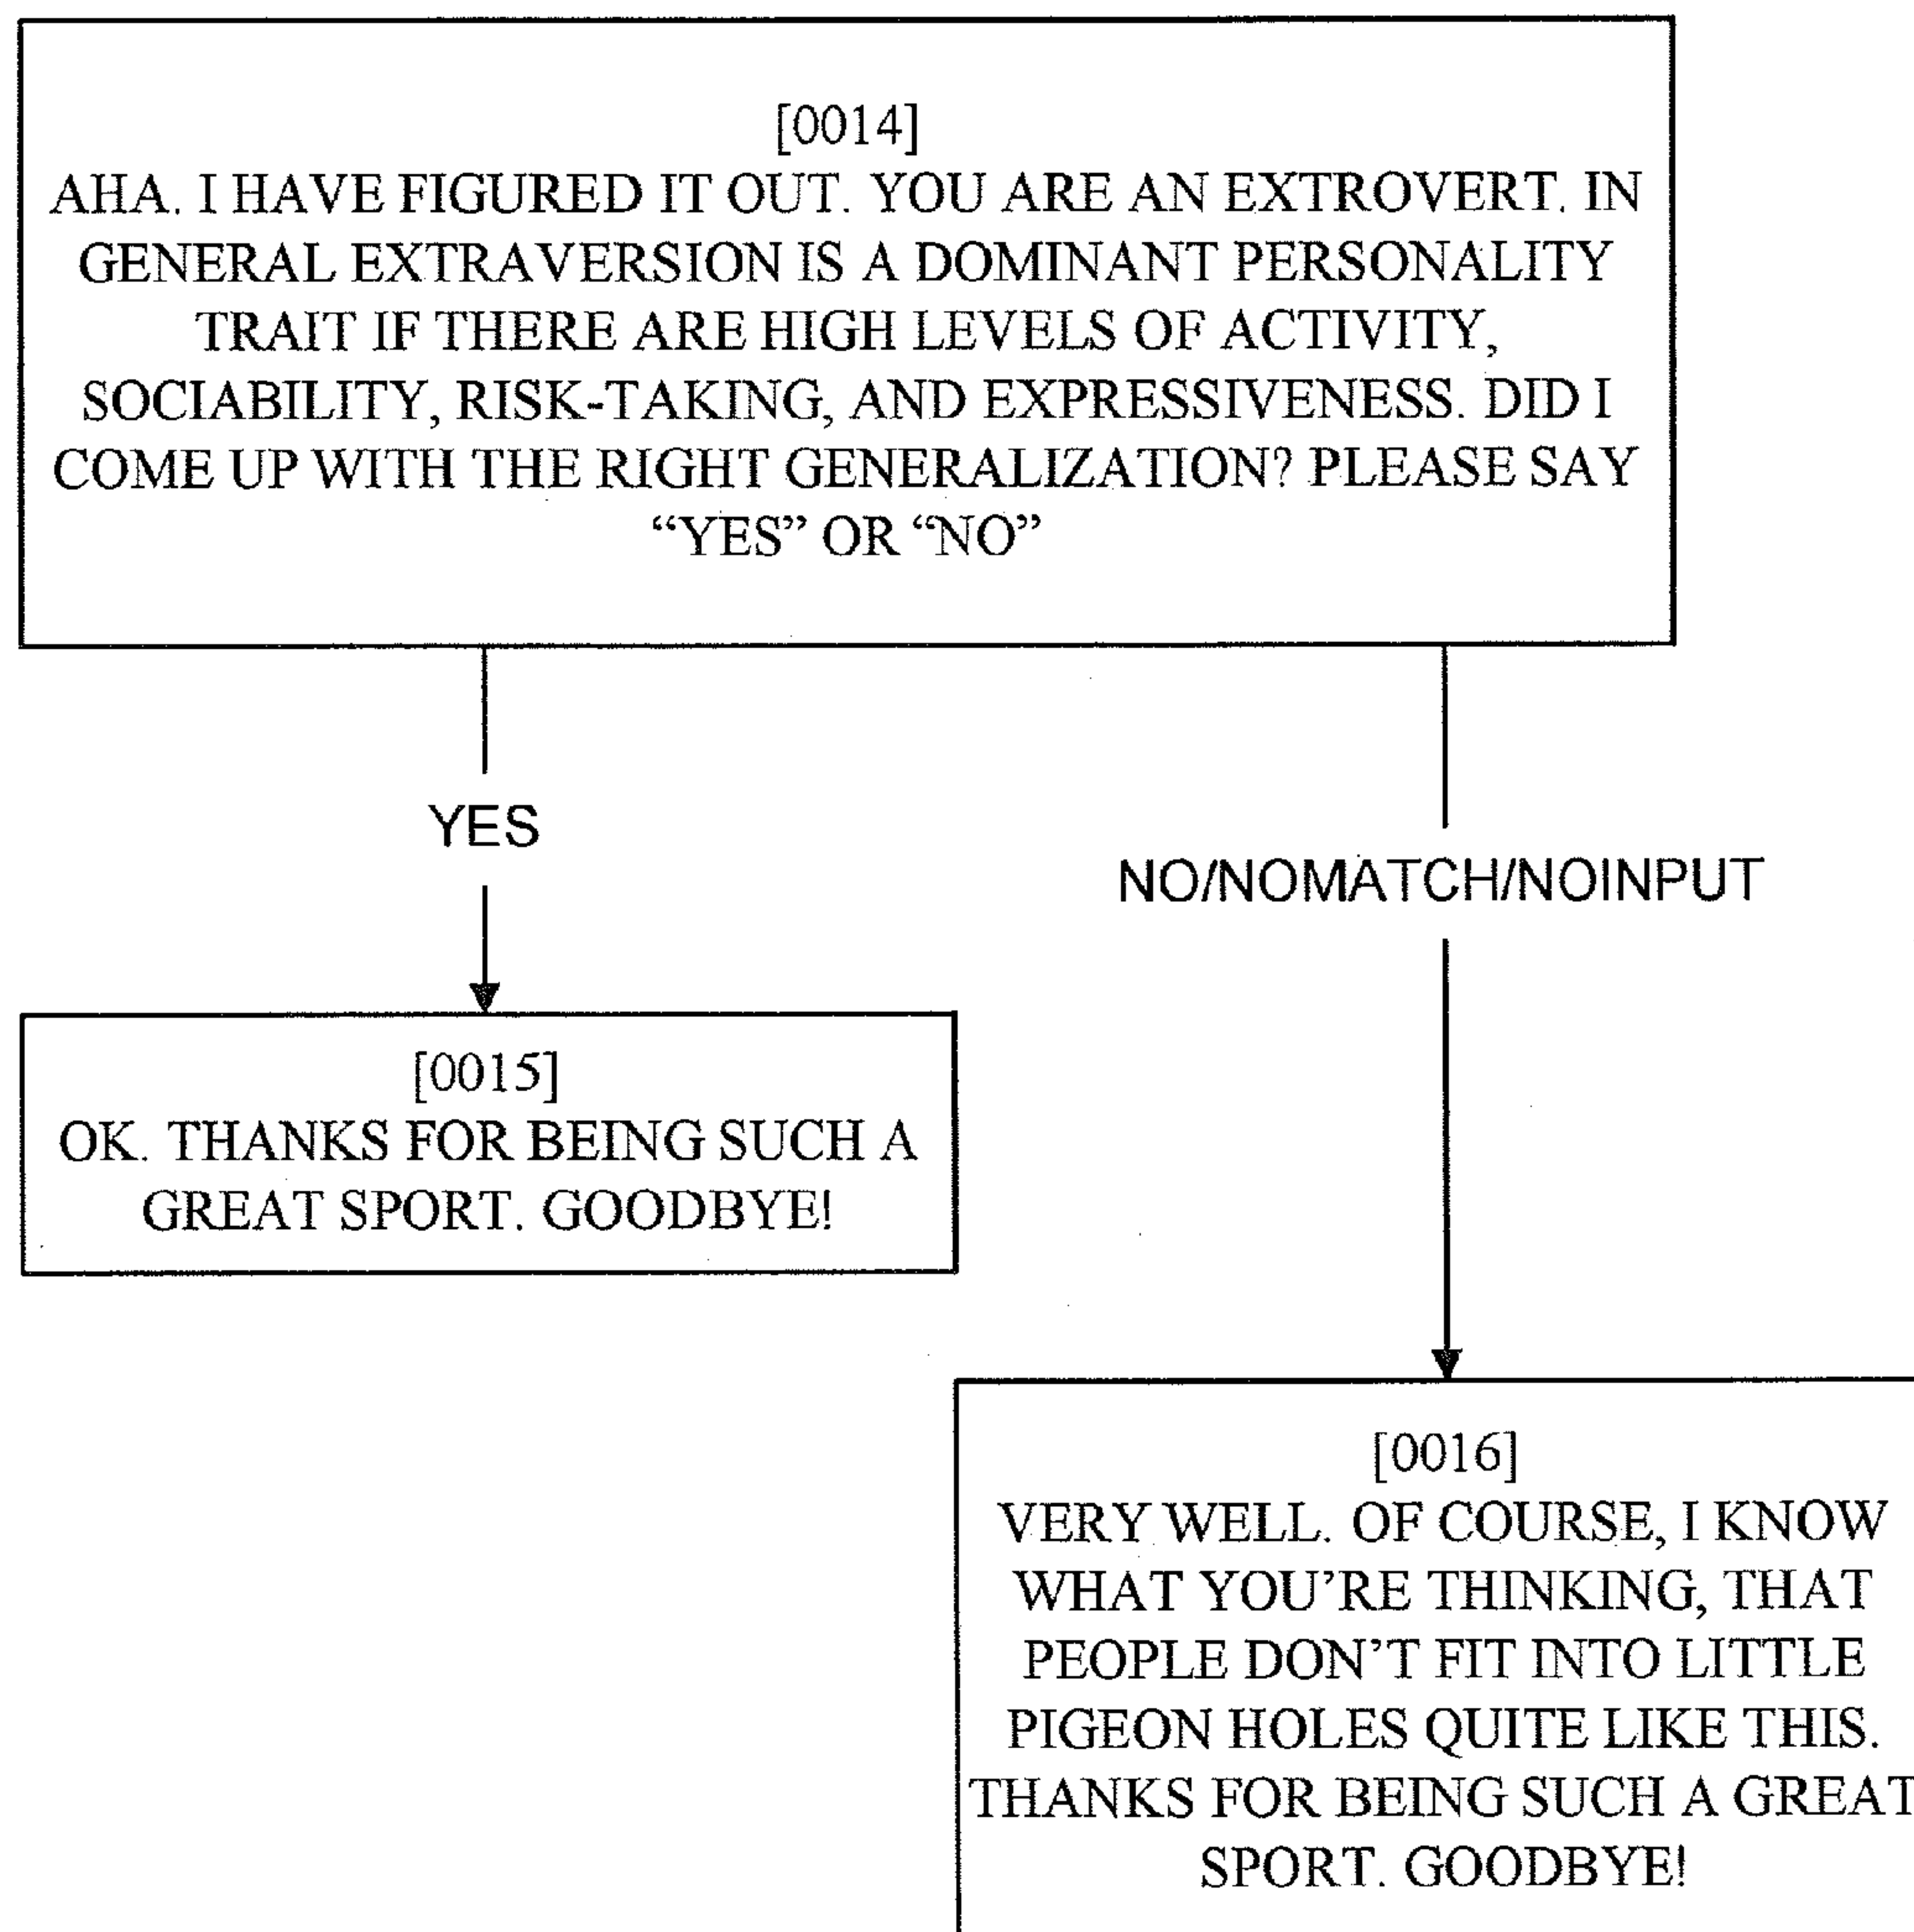 [0014]
AHA. I HAVE FIGURED IT OUT. YOU ARE AN EXTROVERT. IN
GENERAL EXTRAVERSION IS A DOMINANT PERSONALITY
TRAIT IF THERE ARE HIGH LEVELS OF ACTIVITY,
SOCIABILITY, RISK-TAKING, AND EXPRESSIVENESS. DID I
COME UP WITH THE RIGHT GENERALIZATION? PLEASE SAY
“YES” OR “NO”
YES
NO/NOMATCH/NOINPUT
[0015]
OK. THANKS FOR BEING SUCH A
GREAT SPORT. GOODBYE!
[0016]
VERY WELL. OF COURSE, I KNOW
WHAT YOU’RE THINKING, THAT
PEOPLE DON’T FIT INTO LITTLE
PIGEON HOLES QUITE LIKE THIS.
THANKS FOR BEING SUCH A GREAT
SPORT. GOODBYE!